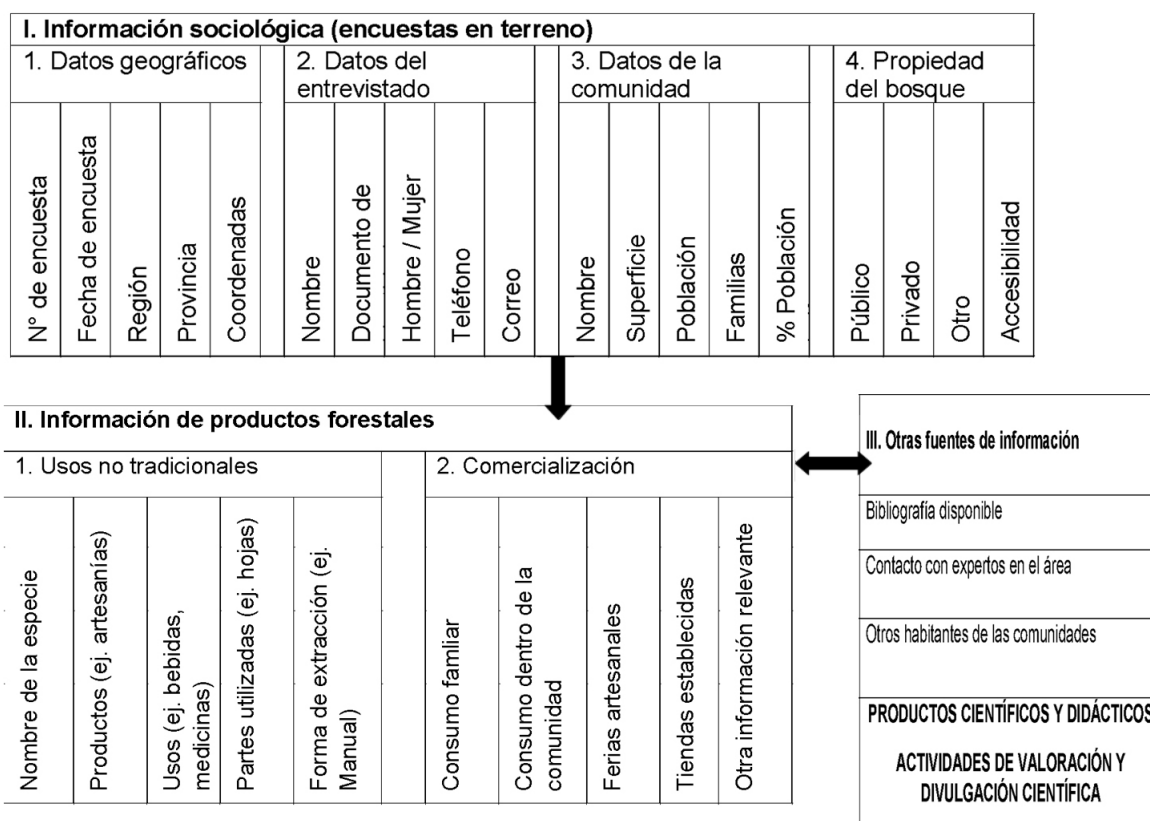 I. Información sociológica (encuestas en terreno)
1. Datos geográficos
2. Datos del
entrevistado
3. Datos de la
comunidad
4. Propiedad
del bosque
N° de encuesta
Fecha de encuesta
Región
Provincia
Coordenadas
Nombre
Documento de
Hombre / Mujer
Teléfono
Correo
Nombre
Superficie
Población
Familias
% Población
Público
Privado
Otro
Accesibilidad
II. Información de productos forestales
1. Usos no tradicionales
2. Comercialización
Nombre de la especie
Productos (ej. artesanías)
Usos (ej. bebidas,
medicinas)
Partes utilizadas (ej. hojas)
Forma de extracción (ej.
Manual)
Consumo famliar
Consumo dentro de la
comunidad
Ferias artesanales
Tiendas establecidas
Otra información relevante
III. Otras fuentes de información
Bibliografía disponible
Contacto con expertos en el área
Otros habitantes de las comunidades
PRODUCTOS CIENTÍFICOS Y DIDÁCTICOS
ACTIVIDADES DE VALORACIÓN Y
DIVULGACIÓN CIENTÍFICA